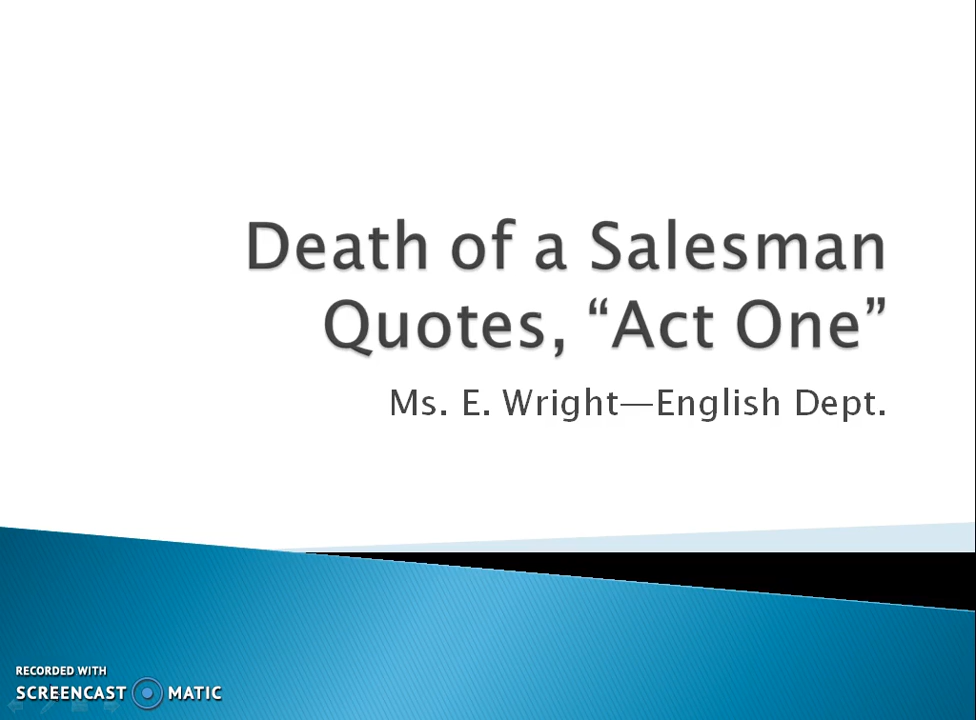 Death of a Salesman
Quotes, “Act One”
Ms. E. Wright—English Dept.
RECORDED WITH
SCREENCAST MATIC